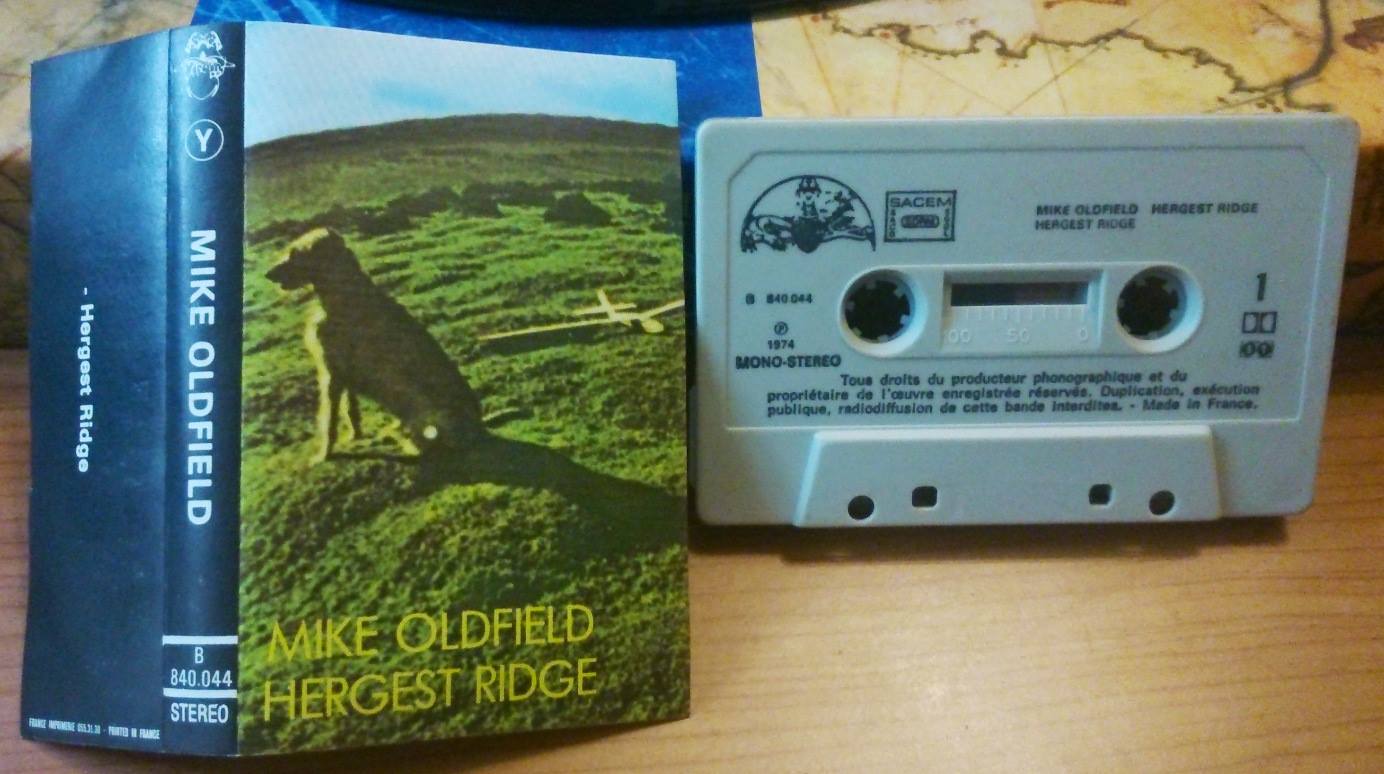 - Hergest Ridge
FRANCE IMPRIMERIE - PRINTED IN FRANCE
Y
MIKE OLDFIELD
B
840.044
STEREO
MIKE OLDFIELD
HERGEST RIDGE
SACEM
MIKE OLDFIELD HERGEST RIDGE
HERGEST RIDGE
B 840.044
℗
1974
MONO-STEREO
100 50 0
1
Tous droits du producteur phonographique et du
propriétaire de l'œuvre enregistrée réservés. Duplication, exécution
publique, radiodiffusion de cette bande interdites. - Made in France.